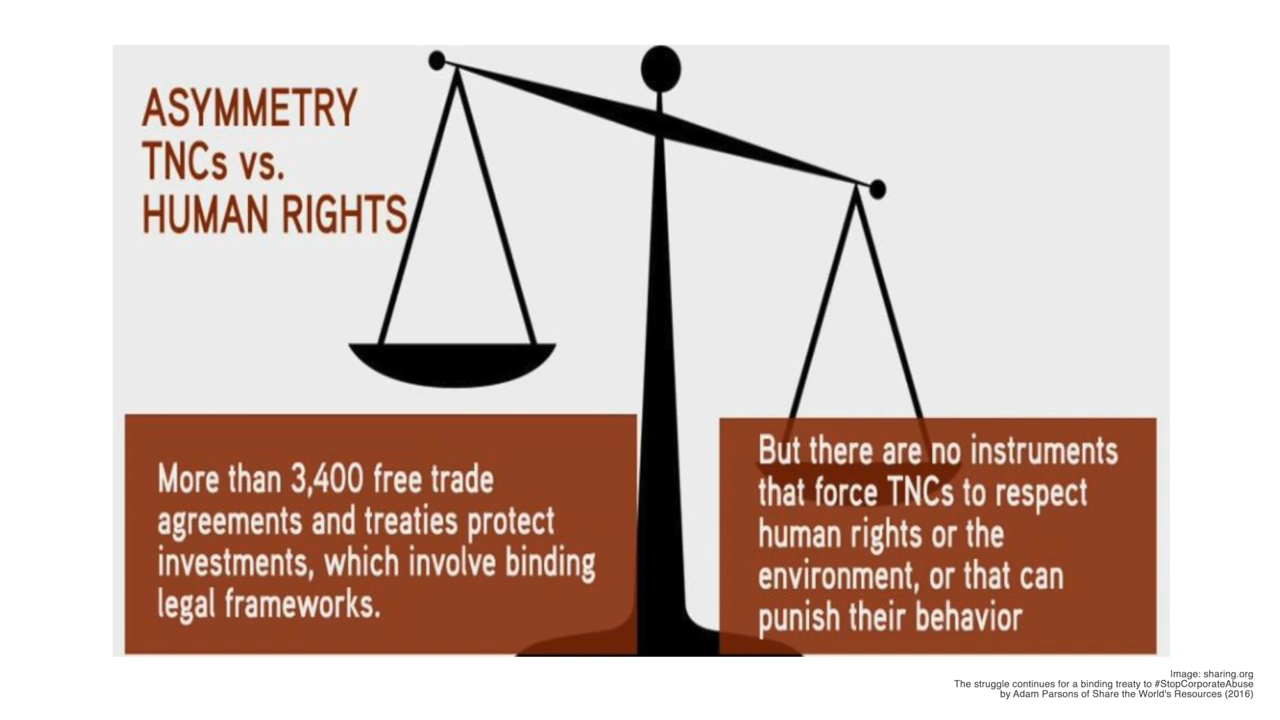 ASYMMETRY
TNCs vs.
HUMAN RIGHTS
More than 3,400 free trade
agreements and treaties protect
investments, which involve binding
legal frameworks.
But there are no instruments
that force TNCs to respect
human rights or the
environment, or that can
punish their behavior
Image: sharing.org
The struggle continues for a binding treaty to #StopCorporateAbuse
by Adam Parsons of Share the World's Resources (2016)